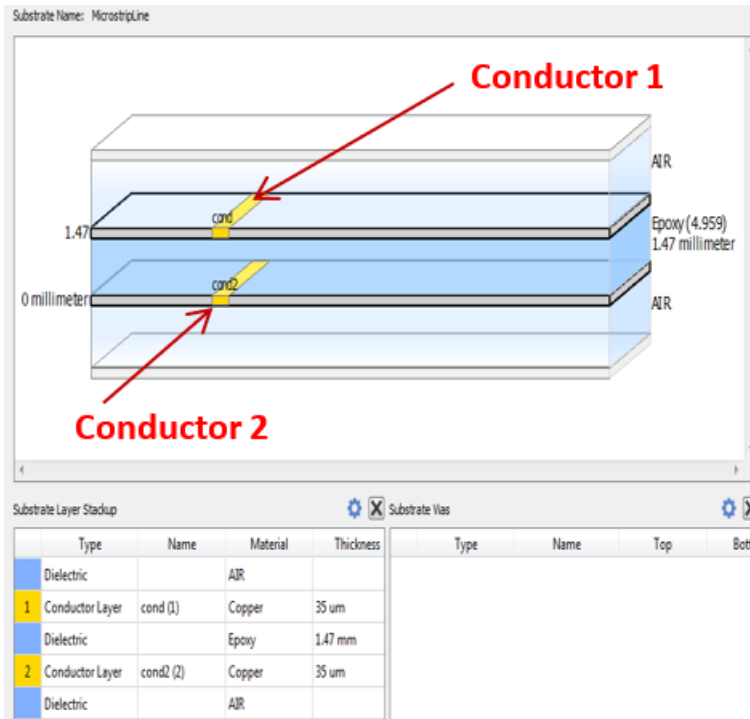 Substrate Name: MicrostripLine
Conductor 1
AIR
cond
1.47
Epoxy (4.959)
1.47 millimeter
cond2
0 millimeter
AIR
Conductor 2
Substrate Layer Stackup
Substrate Vias
Type Name Material Thickness
Type Name Top Bott
Dielectric AIR
1 Conductor Layer cond (1) Copper 35 um
Dielectric Epoxy 1.47 mm
2 Conductor Layer cond2 (2) Copper 35 um
Dielectric AIR